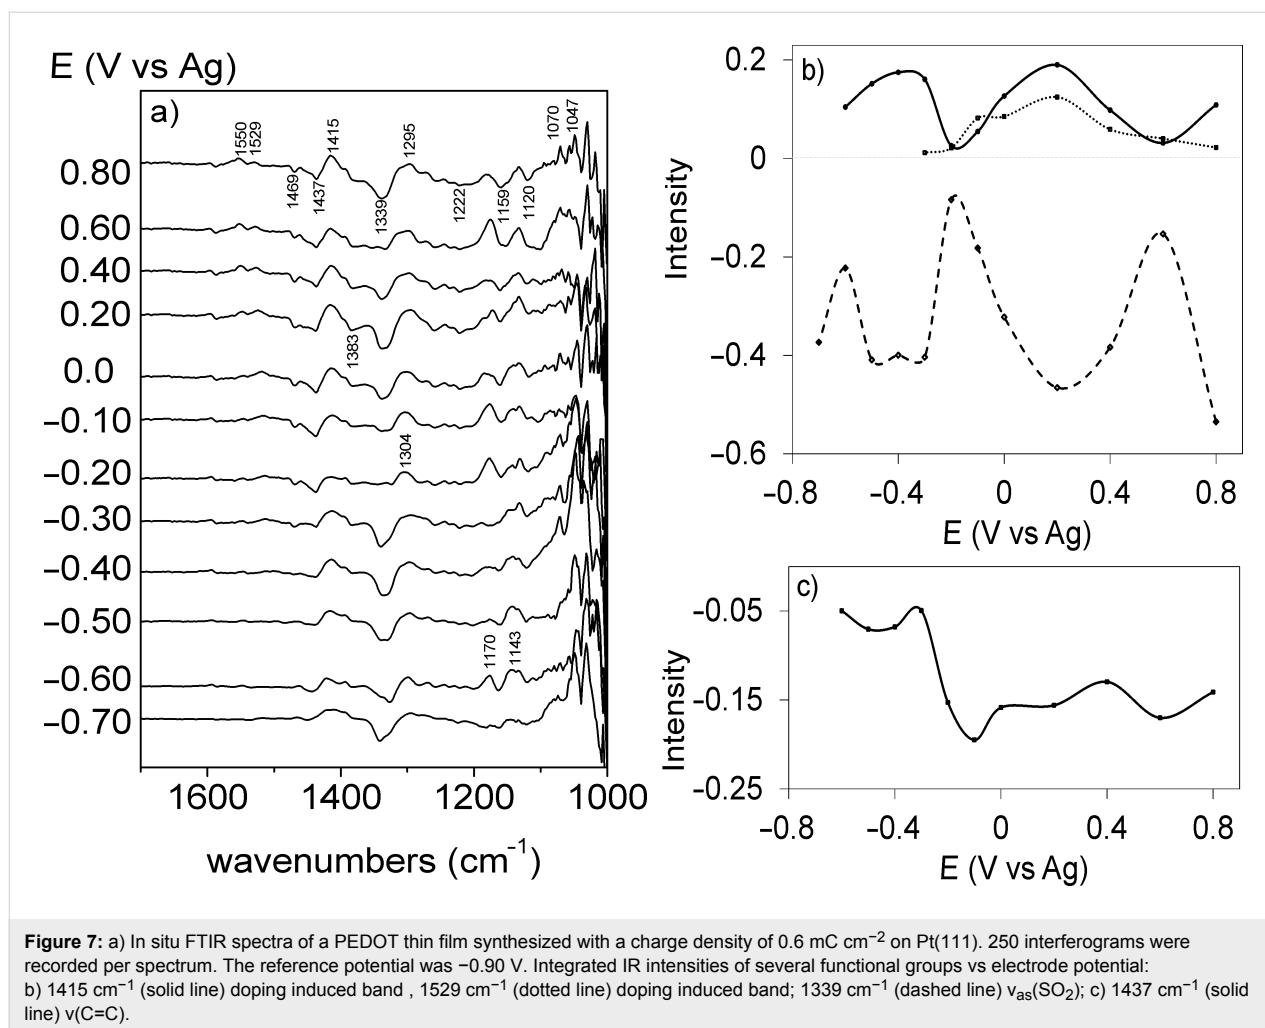 E (V vs Ag)
a)
1550
1529
1469
1437
1415
1339
1295
1222
1159
1120
1070
1047
0.80
0.60
0.40
0.20
1383
0.0
−0.10
1304
−0.20
−0.30
−0.40
−0.50
1170
1143
−0.60
−0.70
1600 1400 1200 1000
wavenumbers (cm⁻¹)
b)
0.2
0
−0.2
−0.4
−0.6
Intensity
−0.8 −0.4 0 0.4 0.8
E (V vs Ag)
c)
−0.05
−0.15
−0.25
Intensity
−0.8 −0.4 0 0.4 0.8
E (V vs Ag)
Figure 7: a) In situ FTIR spectra of a PEDOT thin film synthesized with a charge density of 0.6 mC cm⁻² on Pt(111). 250 interferograms were
recorded per spectrum. The reference potential was −0.90 V. Integrated IR intensities of several functional groups vs electrode potential:
b) 1415 cm⁻¹ (solid line) doping induced band , 1529 cm⁻¹ (dotted line) doping induced band; 1339 cm⁻¹ (dashed line) νas(SO₂); c) 1437 cm⁻¹ (solid
line) ν(C=C).